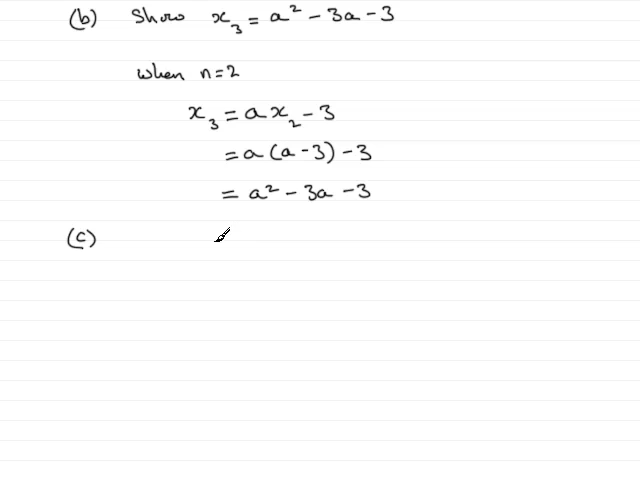 (b) Show x₃ = a² - 3a - 3
when n=2
x₃ = a x₂ - 3
= a (a - 3) - 3
= a² - 3a - 3
(c)